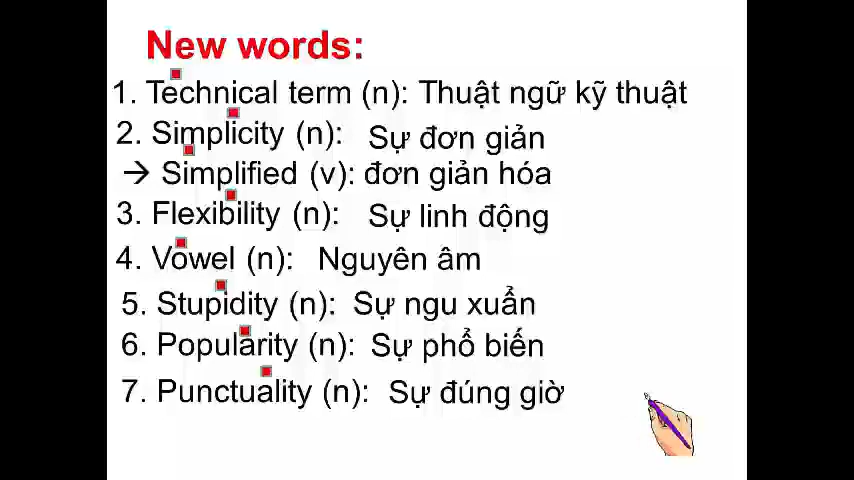 New words:
1. Technical term (n): Thuật ngữ kỹ thuật
2. Simplicity (n): Sự đơn giản
→ Simplified (v): đơn giản hóa
3. Flexibility (n): Sự linh động
4. Vowel (n): Nguyên âm
5. Stupidity (n): Sự ngu xuẩn
6. Popularity (n): Sự phổ biến
7. Punctuality (n): Sự đúng giờ